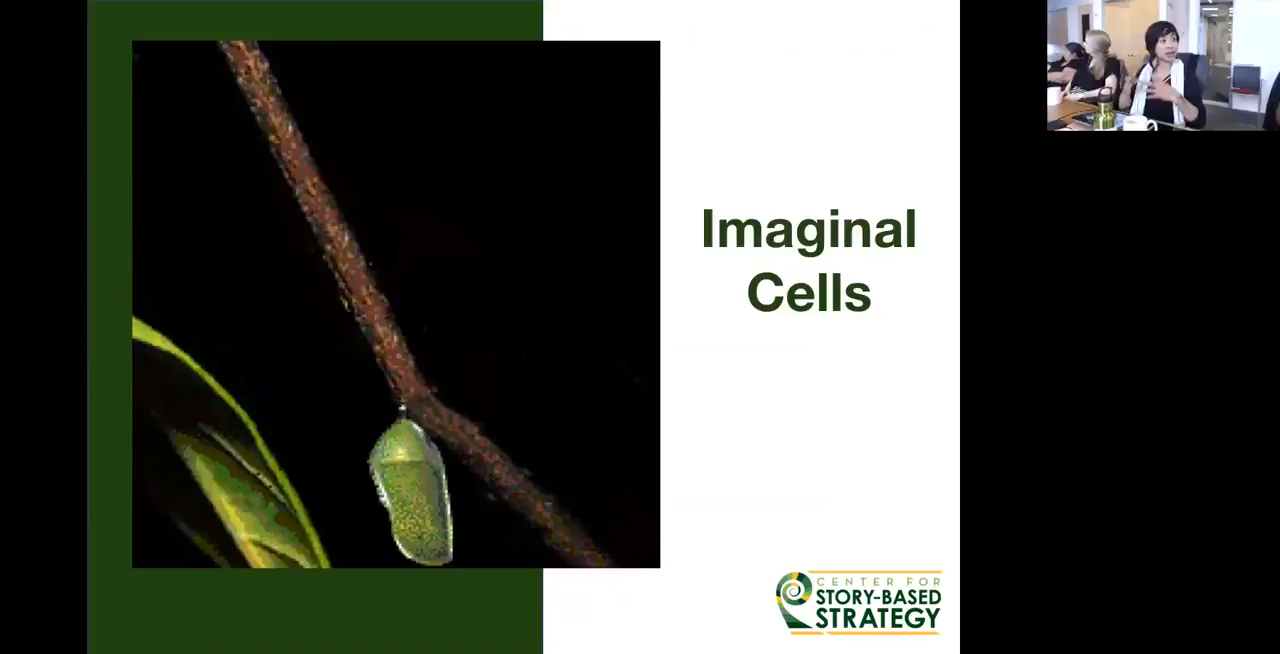 Imaginal
Cells
CENTER FOR
STORY-BASED
STRATEGY